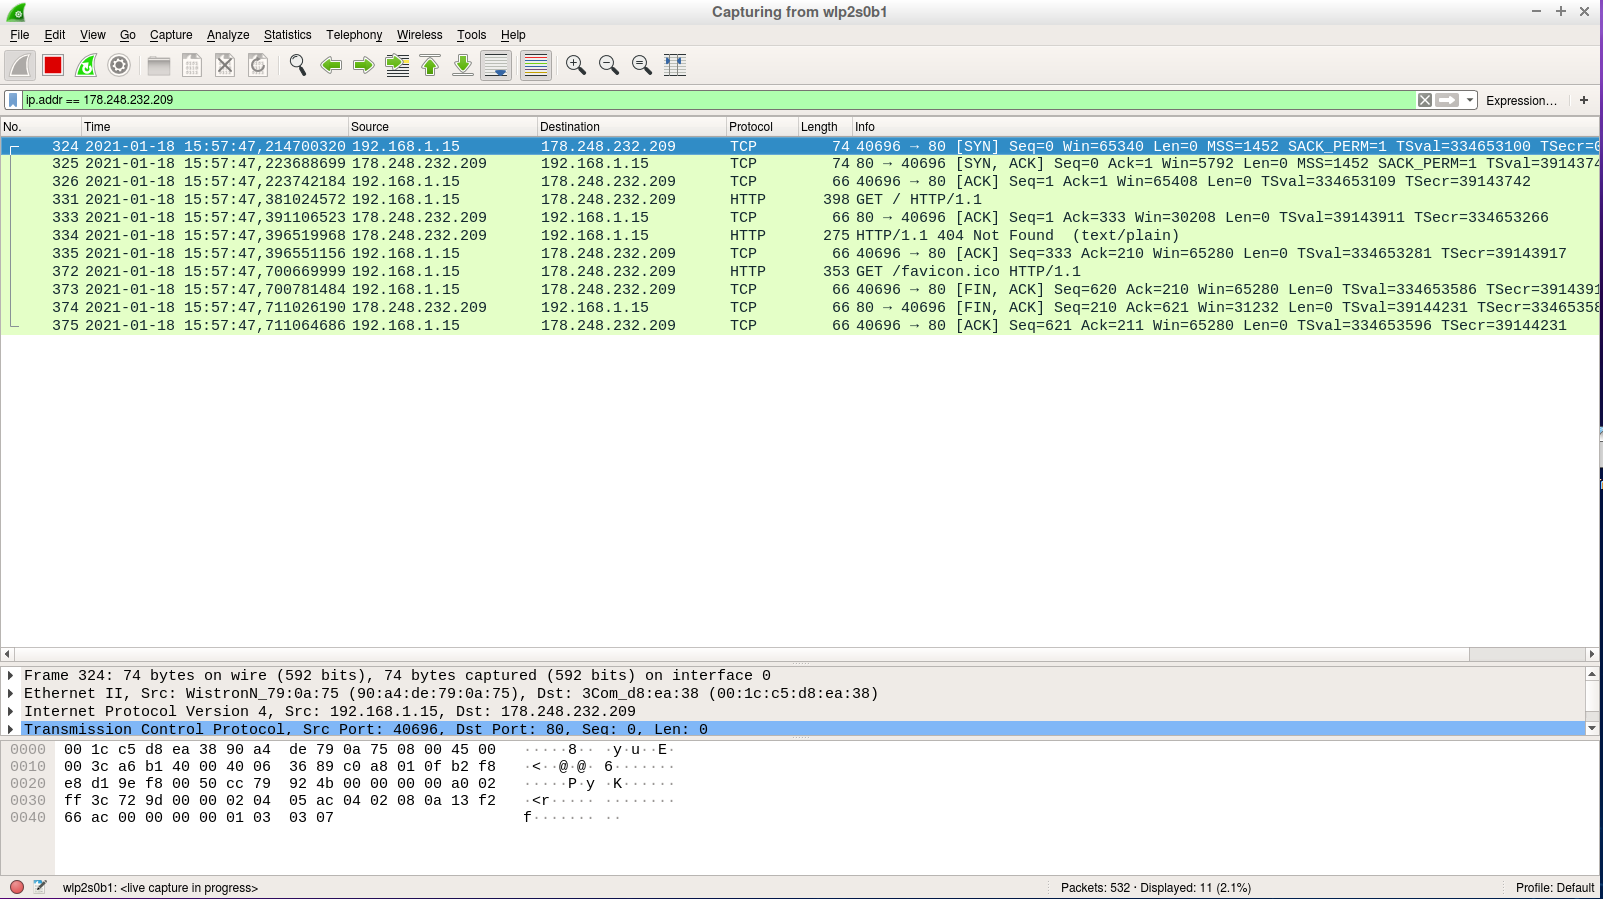 Capturing from wlp2s0b1
File Edit View Go Capture Analyze Statistics Telephony Wireless Tools Help
ip.addr == 178.248.232.209 Expression… +
No. Time Source Destination Protocol Length Info
324 2021-01-18 15:57:47,214700320 192.168.1.15 178.248.232.209 TCP 74 40696 → 80 [SYN] Seq=0 Win=65340 Len=0 MSS=1452 SACK_PERM=1 TSval=334653100 TSecr=0
325 2021-01-18 15:57:47,223688699 178.248.232.209 192.168.1.15 TCP 74 80 → 40696 [SYN, ACK] Seq=0 Ack=1 Win=5792 Len=0 MSS=1452 SACK_PERM=1 TSval=3914374
326 2021-01-18 15:57:47,223742184 192.168.1.15 178.248.232.209 TCP 66 40696 → 80 [ACK] Seq=1 Ack=1 Win=65408 Len=0 TSval=334653109 TSecr=39143742
331 2021-01-18 15:57:47,381024572 192.168.1.15 178.248.232.209 HTTP 398 GET / HTTP/1.1
333 2021-01-18 15:57:47,391106523 178.248.232.209 192.168.1.15 TCP 66 80 → 40696 [ACK] Seq=1 Ack=333 Win=30208 Len=0 TSval=39143911 TSecr=334653266
334 2021-01-18 15:57:47,396519968 178.248.232.209 192.168.1.15 HTTP 275 HTTP/1.1 404 Not Found (text/plain)
335 2021-01-18 15:57:47,396551156 192.168.1.15 178.248.232.209 TCP 66 40696 → 80 [ACK] Seq=333 Ack=210 Win=65280 Len=0 TSval=334653281 TSecr=39143917
372 2021-01-18 15:57:47,700669999 192.168.1.15 178.248.232.209 HTTP 353 GET /favicon.ico HTTP/1.1
373 2021-01-18 15:57:47,700781484 192.168.1.15 178.248.232.209 TCP 66 40696 → 80 [FIN, ACK] Seq=620 Ack=210 Win=65280 Len=0 TSval=334653586 TSecr=3914391
374 2021-01-18 15:57:47,711026190 178.248.232.209 192.168.1.15 TCP 66 80 → 40696 [FIN, ACK] Seq=210 Ack=621 Win=31232 Len=0 TSval=39144231 TSecr=33465358
375 2021-01-18 15:57:47,711064686 192.168.1.15 178.248.232.209 TCP 66 40696 → 80 [ACK] Seq=621 Ack=211 Win=65280 Len=0 TSval=334653596 TSecr=39144231
Frame 324: 74 bytes on wire (592 bits), 74 bytes captured (592 bits) on interface 0
Ethernet II, Src: WistronN_79:0a:75 (90:a4:de:79:0a:75), Dst: 3Com_d8:ea:38 (00:1c:c5:d8:ea:38)
Internet Protocol Version 4, Src: 192.168.1.15, Dst: 178.248.232.209
Transmission Control Protocol, Src Port: 40696, Dst Port: 80, Seq: 0, Len: 0
0000 00 1c c5 d8 ea 38 90 a4 de 79 0a 75 08 00 45 00 ·····8·· ·y·u··E·
0010 00 3c a6 b1 40 00 40 06 36 89 c0 a8 01 0f b2 f8 ·<··@·@· 6·······
0020 e8 d1 9e f8 00 50 cc 79 92 4b 00 00 00 00 a0 02 ·····P·y ·K······
0030 ff 3c 72 9d 00 00 02 04 05 ac 04 02 08 0a 13 f2 ·<r····· ········
0040 66 ac 00 00 00 00 01 03 03 07 f······· ··
wlp2s0b1: <live capture in progress> Packets: 532 · Displayed: 11 (2.1%) Profile: Default